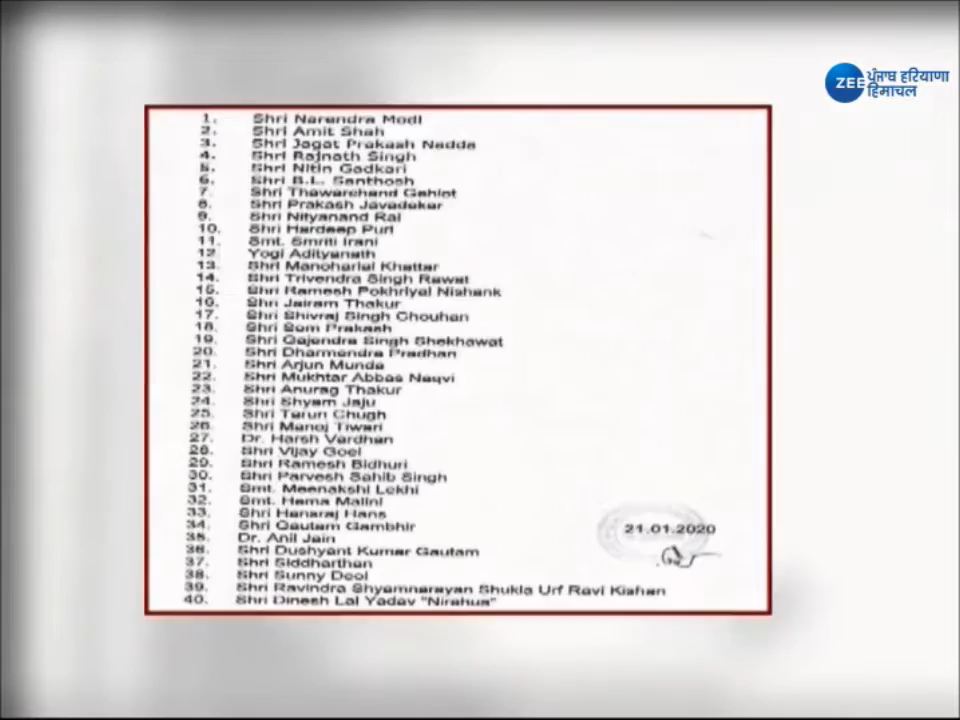 ZEE ਪੰਜਾਬ ਹਰਿਆਣਾ
ਹਿਮਾਚਲ
1. Shri Narendra Modi
2. Shri Amit Shah
3. Shri Jagat Prakash Nadda
4. Shri Rajnath Singh
5. Shri Nitin Gadkari
6. Shri B.L. Santhosh
7. Shri Thawarchand Gehlot
8. Shri Prakash Javadekar
9. Shri Nityanand Rai
10. Shri Hardeep Puri
11. Smt. Smriti Irani
12. Yogi Adityanath
13. Shri Manoharlal Khattar
14. Shri Trivendra Singh Rawat
15. Shri Ramesh Pokhriyal Nishank
16. Shri Jairam Thakur
17. Shri Shivraj Singh Chouhan
18. Shri Som Prakash
19. Shri Gajendra Singh Shekhawat
20. Shri Dharmendra Pradhan
21. Shri Arjun Munda
22. Shri Mukhtar Abbas Naqvi
23. Shri Anurag Thakur
24. Shri Shyam Jaju
25. Shri Tarun Chugh
26. Shri Manoj Tiwari
27. Dr. Harsh Vardhan
28. Shri Vijay Goel
29. Shri Ramesh Bidhuri
30. Shri Parvesh Sahib Singh
31. Smt. Meenakshi Lekhi
32. Smt. Hema Malini
33. Shri Hansraj Hans
34. Shri Gautam Gambhir
35. Dr. Anil Jain
36. Shri Dushyant Kumar Gautam
37. Shri Siddharthan
38. Shri Sunny Deol
39. Shri Ravindra Shyamnarayan Shukla Urf Ravi Kishan
40. Shri Dinesh Lal Yadav "Nirahua"
21.01.2020